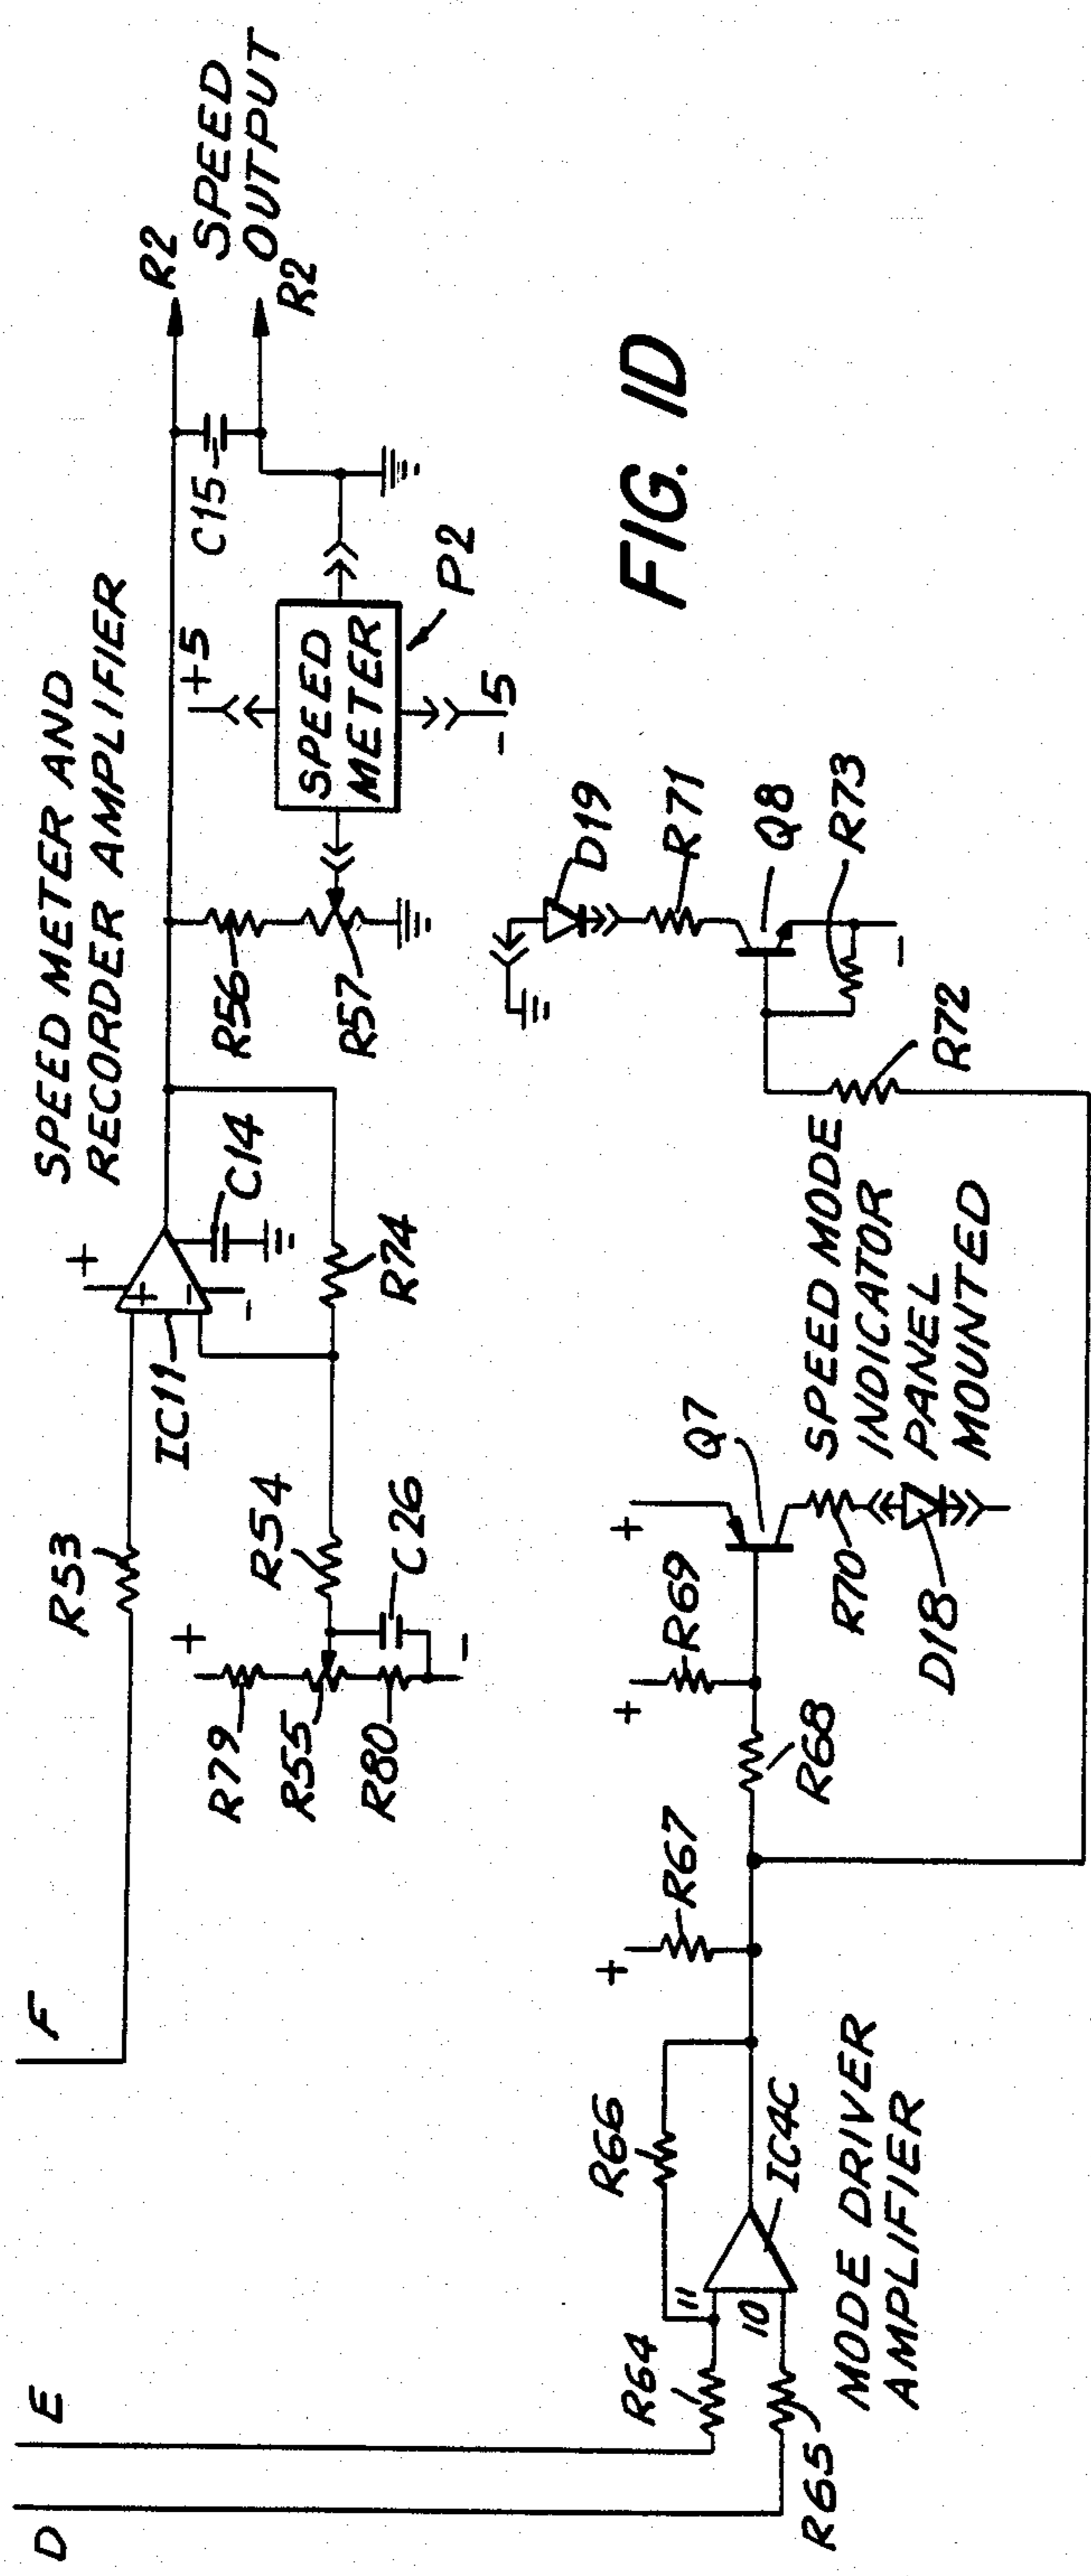 SPEED METER AND
RECORDER AMPLIFIER
F
R53
IC11
+
+
-
-
C14
R74
R54
C26
R79
+
R55
R80
-
R56
R57
+5
SPEED
METER
-5
P2
C15
R2
SPEED
OUTPUT
R2
FIG. 1D
D
E
R64
R65
11
10
R66
IC4C
MODE DRIVER
AMPLIFIER
+
R67
R68
+
R69
+
Q7
R70
D18
SPEED MODE
INDICATOR
PANEL
MOUNTED
D19
R71
Q8
R73
-
R72